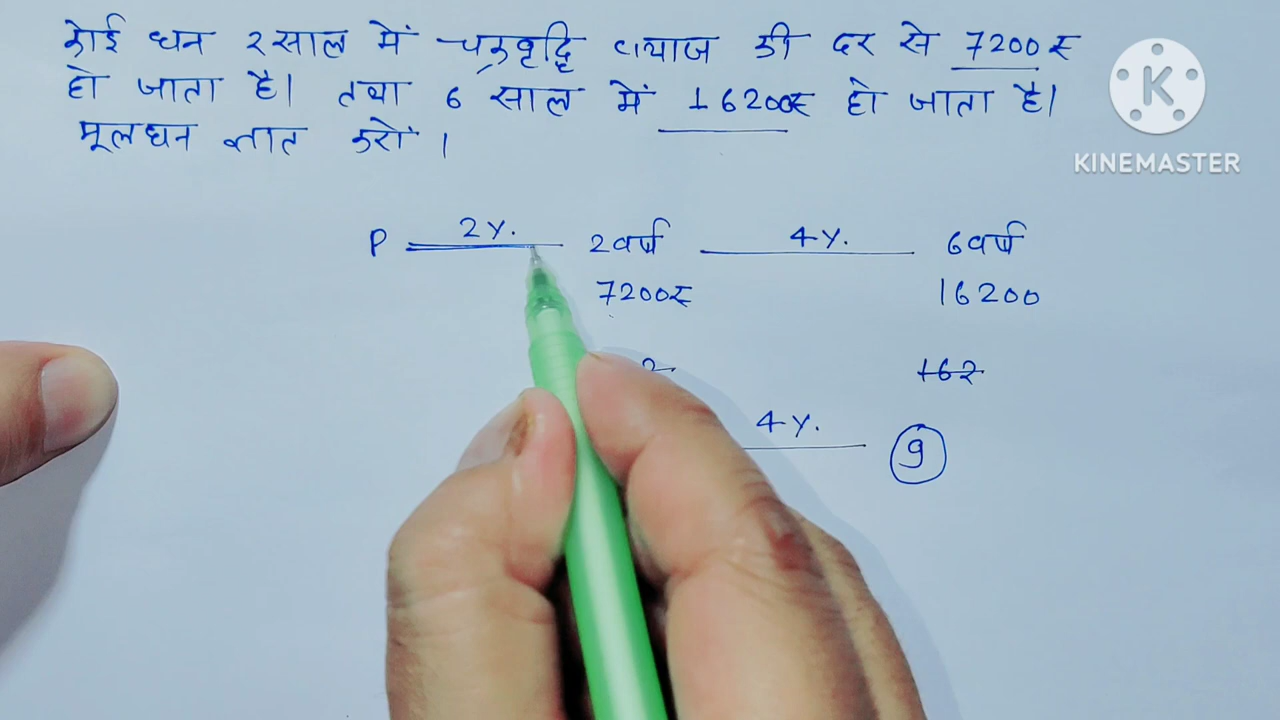 कोई धन 2 साल में चक्रवृद्धि ब्याज की दर से 7200₹
हो जाता है। तथा 6 साल में 16200₹ हो जाता है।
मूलधन ज्ञात करों ।
K
KINEMASTER
P 2y. 2वर्ष 4y. 6वर्ष
7200₹ 16200
162
4y. 9